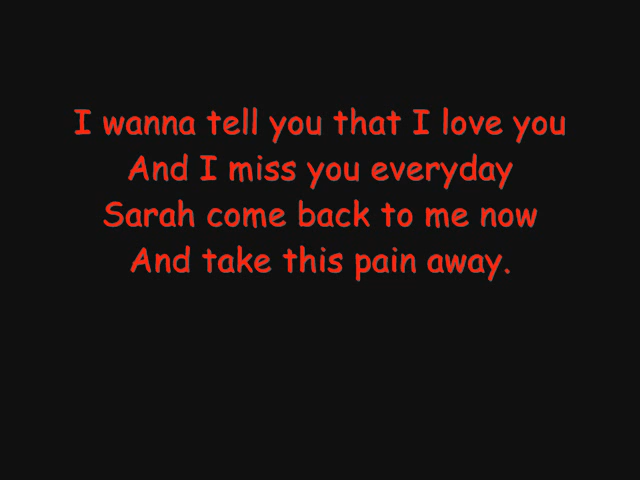 I wanna tell you that I love you
And I miss you everyday
Sarah come back to me now
And take this pain away.